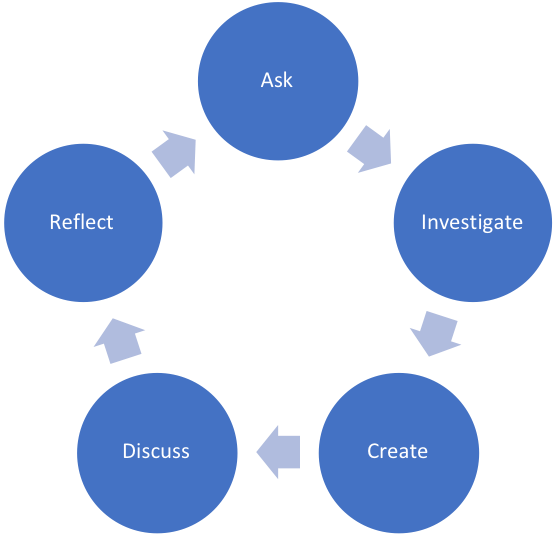 Ask
Investigate
Create
Discuss
Reflect